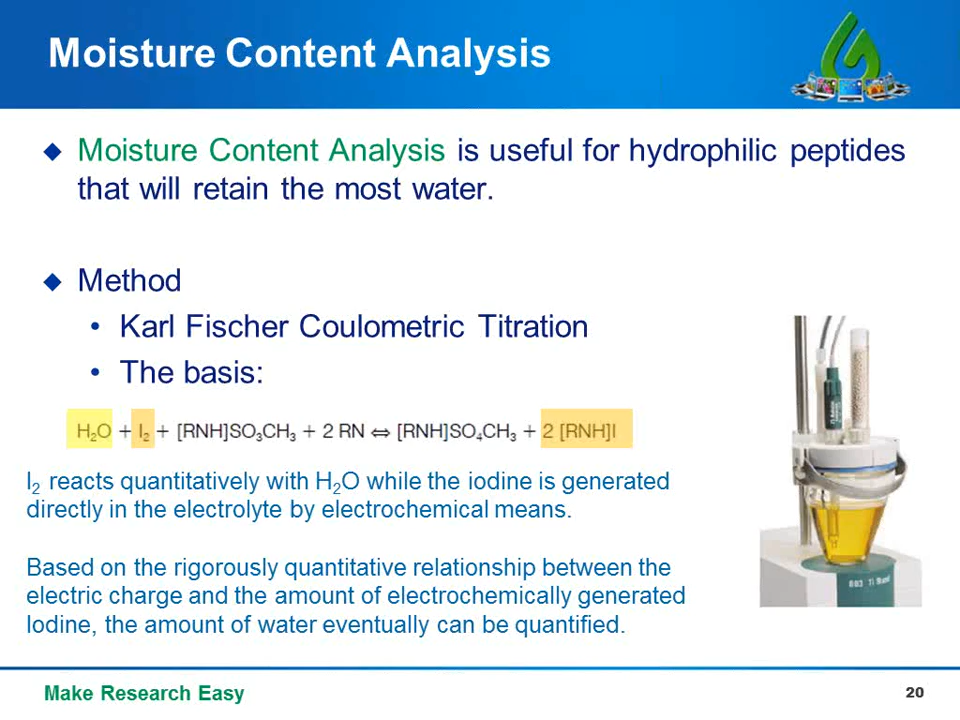 Moisture Content Analysis
Moisture Content Analysis is useful for hydrophilic peptides
that will retain the most water.
Method
Karl Fischer Coulometric Titration
The basis:
H₂O + I₂ + [RNH]SO₃CH₃ + 2 RN ⇔ [RNH]SO₄CH₃ + 2 [RNH]I
I₂ reacts quantitatively with H₂O while the iodine is generated
directly in the electrolyte by electrochemical means.
Based on the rigorously quantitative relationship between the
electric charge and the amount of electrochemically generated
Iodine, the amount of water eventually can be quantified.
803 Ti Stand
Make Research Easy
20